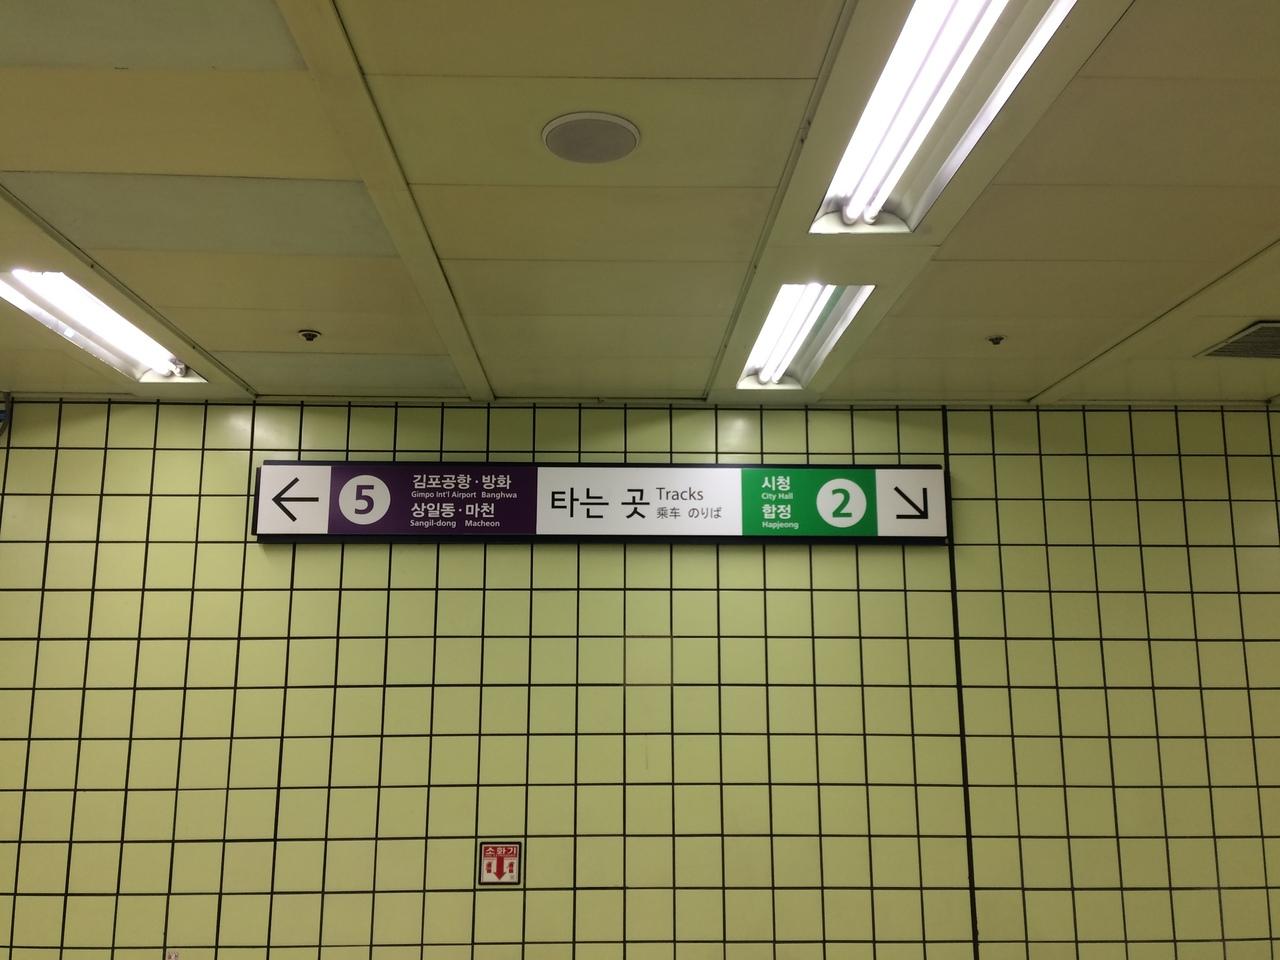 5
김포공항·방화
Gimpo Int'l Airport Banghwa
상일동·마천
Sangil-dong Macheon
타는 곳
Tracks
乘车 のりば
시청
City Hall
합정
Hapjeong
2
소화기